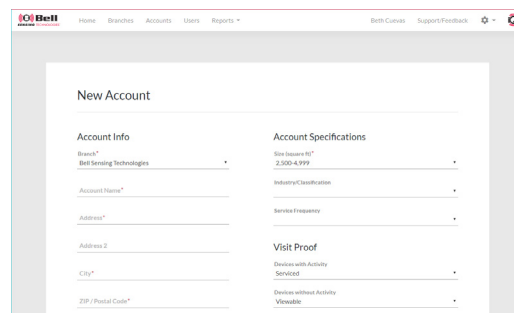 Bell
SENSING TECHNOLOGIES
Home Branches Accounts Users Reports
Beth Cuevas Support/Feedback
New Account
Account Info
Branch*
Bell Sensing Technologies
Account Name*
Address*
Address 2
City*
ZIP / Postal Code*
Account Specifications
Size (square ft)*
2,500-4,999
Industry/Classification
Service Frequency
Visit Proof
Devices with Activity
Serviced
Devices without Activity
Viewable